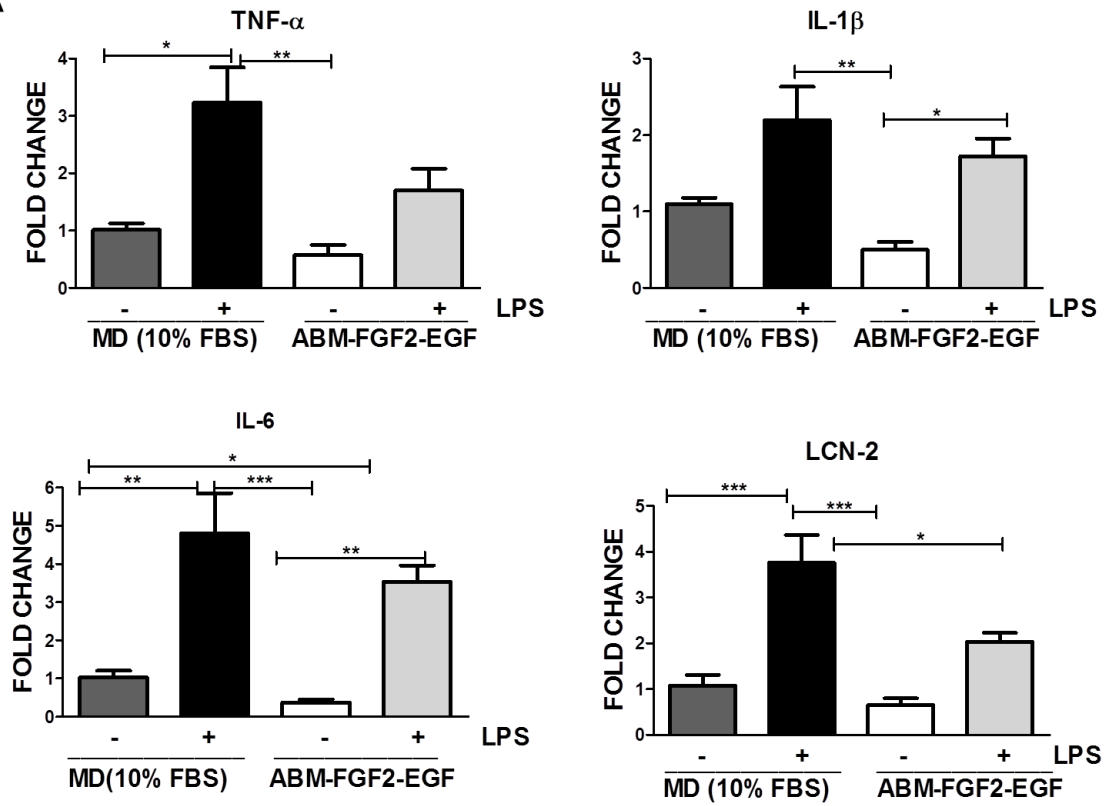 A
TNF-α
FOLD CHANGE
4
3
2
1
0
*
**
- + - + LPS
MD (10% FBS) ABM-FGF2-EGF
IL-1β
FOLD CHANGE
3
2
1
0
**
*
- + - + LPS
MD (10% FBS) ABM-FGF2-EGF
IL-6
FOLD CHANGE
6
5
4
3
2
1
0
*
** ***
**
- + - + LPS
MD(10% FBS) ABM-FGF2-EGF
LCN-2
FOLD CHANGE
5
4
3
2
1
0
***
***
*
- + - + LPS
MD (10% FBS) ABM-FGF2-EGF